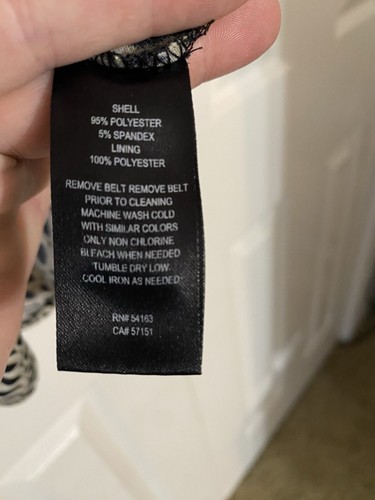 SHELL
95% POLYESTER
5% SPANDEX
LINING
100% POLYESTER
REMOVE BELT REMOVE BELT
PRIOR TO CLEANING
MACHINE WASH COLD
WITH SIMILAR COLORS
ONLY NON CHLORINE
BLEACH WHEN NEEDED
TUMBLE DRY LOW.
COOL IRON AS NEEDED
RN# 54163
CA# 57151